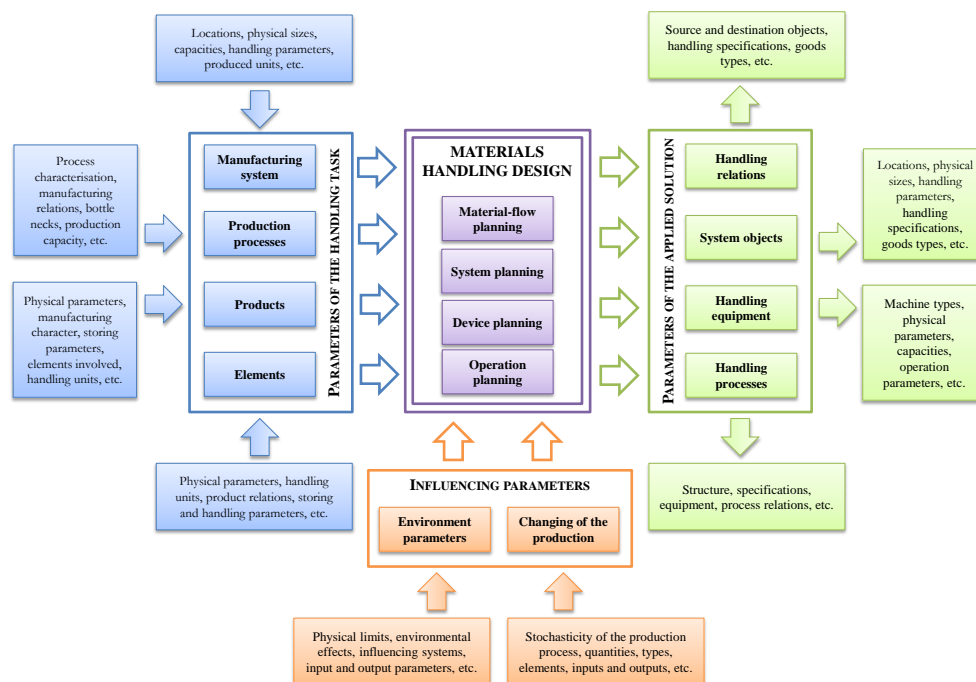 Locations, physical sizes,
capacities, handling parameters,
produced units, etc.
Source and destination objects,
handling specifications, goods
types, etc.
Process
characterisation,
manufacturing
relations, bottle
necks, production
capacity, etc.
Physical parameters,
manufacturing
character, storing
parameters,
elements involved,
handling units, etc.
Manufacturing
system
Production
processes
Products
Elements
PARAMETERS OF THE HANDLING TASK
MATERIALS
HANDLING DESIGN
Material-flow
planning
System planning
Device planning
Operation
planning
PARAMETERS OF THE APPLIED SOLUTION
Handling
relations
System objects
Handling
equipment
Handling
processes
Locations, physical
sizes, handling
parameters,
handling
specifications,
goods types, etc.
Machine types,
physical
parameters,
capacities,
operation
parameters, etc.
Physical parameters, handling
units, product relations, storing
and handling parameters, etc.
INFLUENCING PARAMETERS
Environment
parameters
Changing of the
production
Structure, specifications,
equipment, process relations, etc.
Physical limits, environmental
effects, influencing systems,
input and output parameters, etc.
Stochasticity of the production
process, quantities, types,
elements, inputs and outputs, etc.